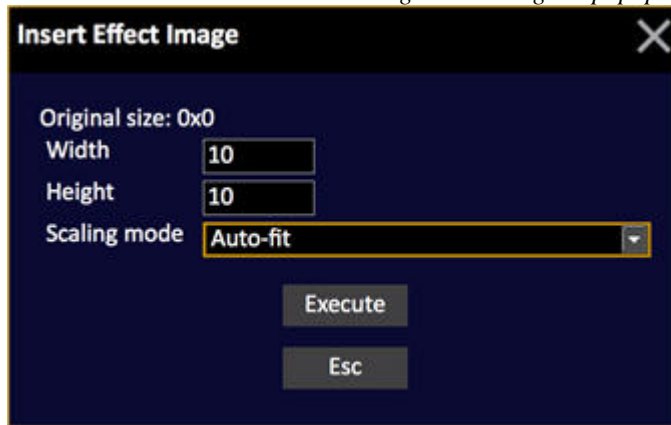 Insert Effect Image
Original size: 0x0
Width 10
Height 10
Scaling mode Auto-fit
Execute
Esc